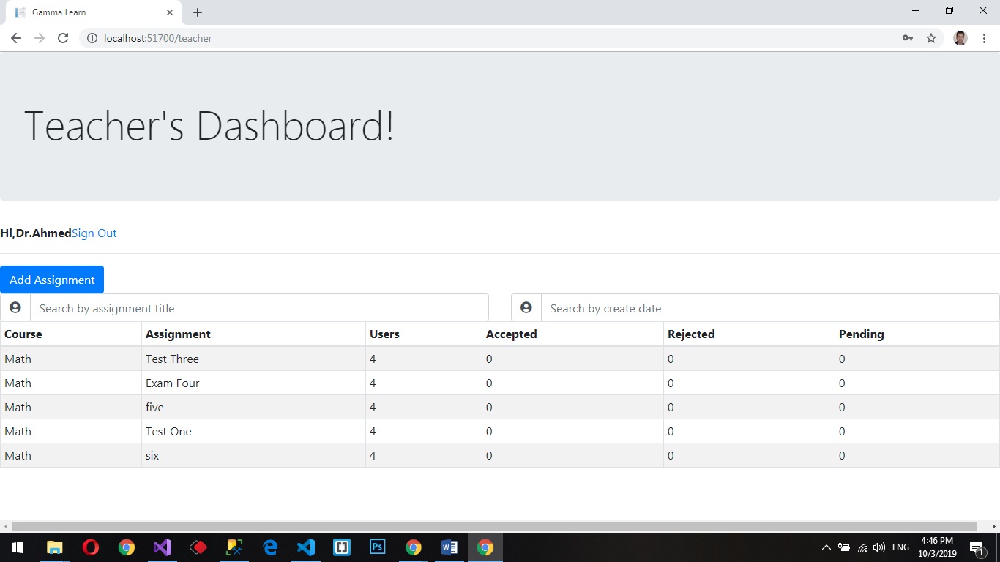 Gamma Learn
localhost:51700/teacher
Teacher's Dashboard!
Hi,Dr.AhmedSign Out
Add Assignment
Search by assignment title Search by create date
Course Assignment Users Accepted Rejected Pending
Math Test Three 4 0 0 0
Math Exam Four 4 0 0 0
Math five 4 0 0 0
Math Test One 4 0 0 0
Math six 4 0 0 0
Ps
ENG
4:46 PM
10/3/2019
1